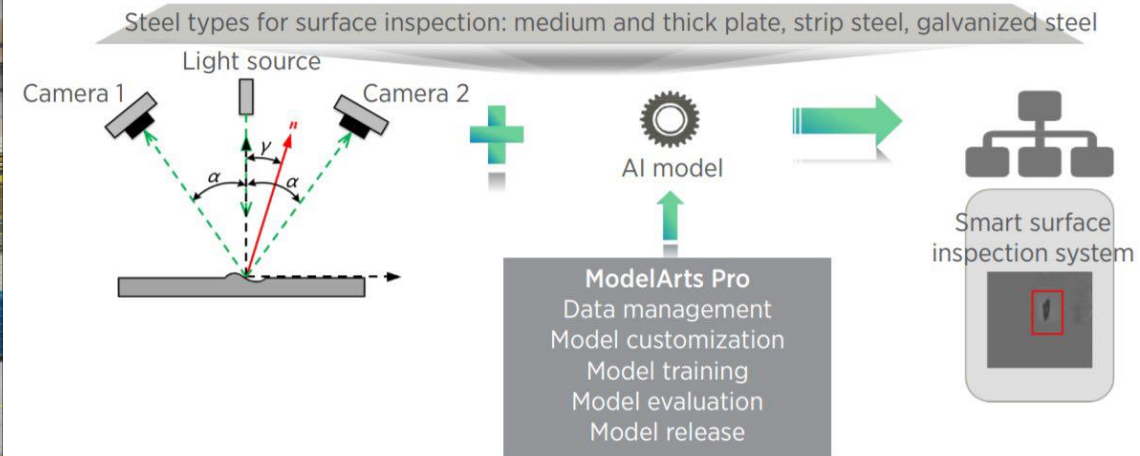 Steel types for surface inspection: medium and thick plate, strip steel, galvanized steel
Light source
Camera 1
Camera 2
n
γ
α
α
AI model
Smart surface
inspection system
ModelArts Pro
Data management
Model customization
Model training
Model evaluation
Model release